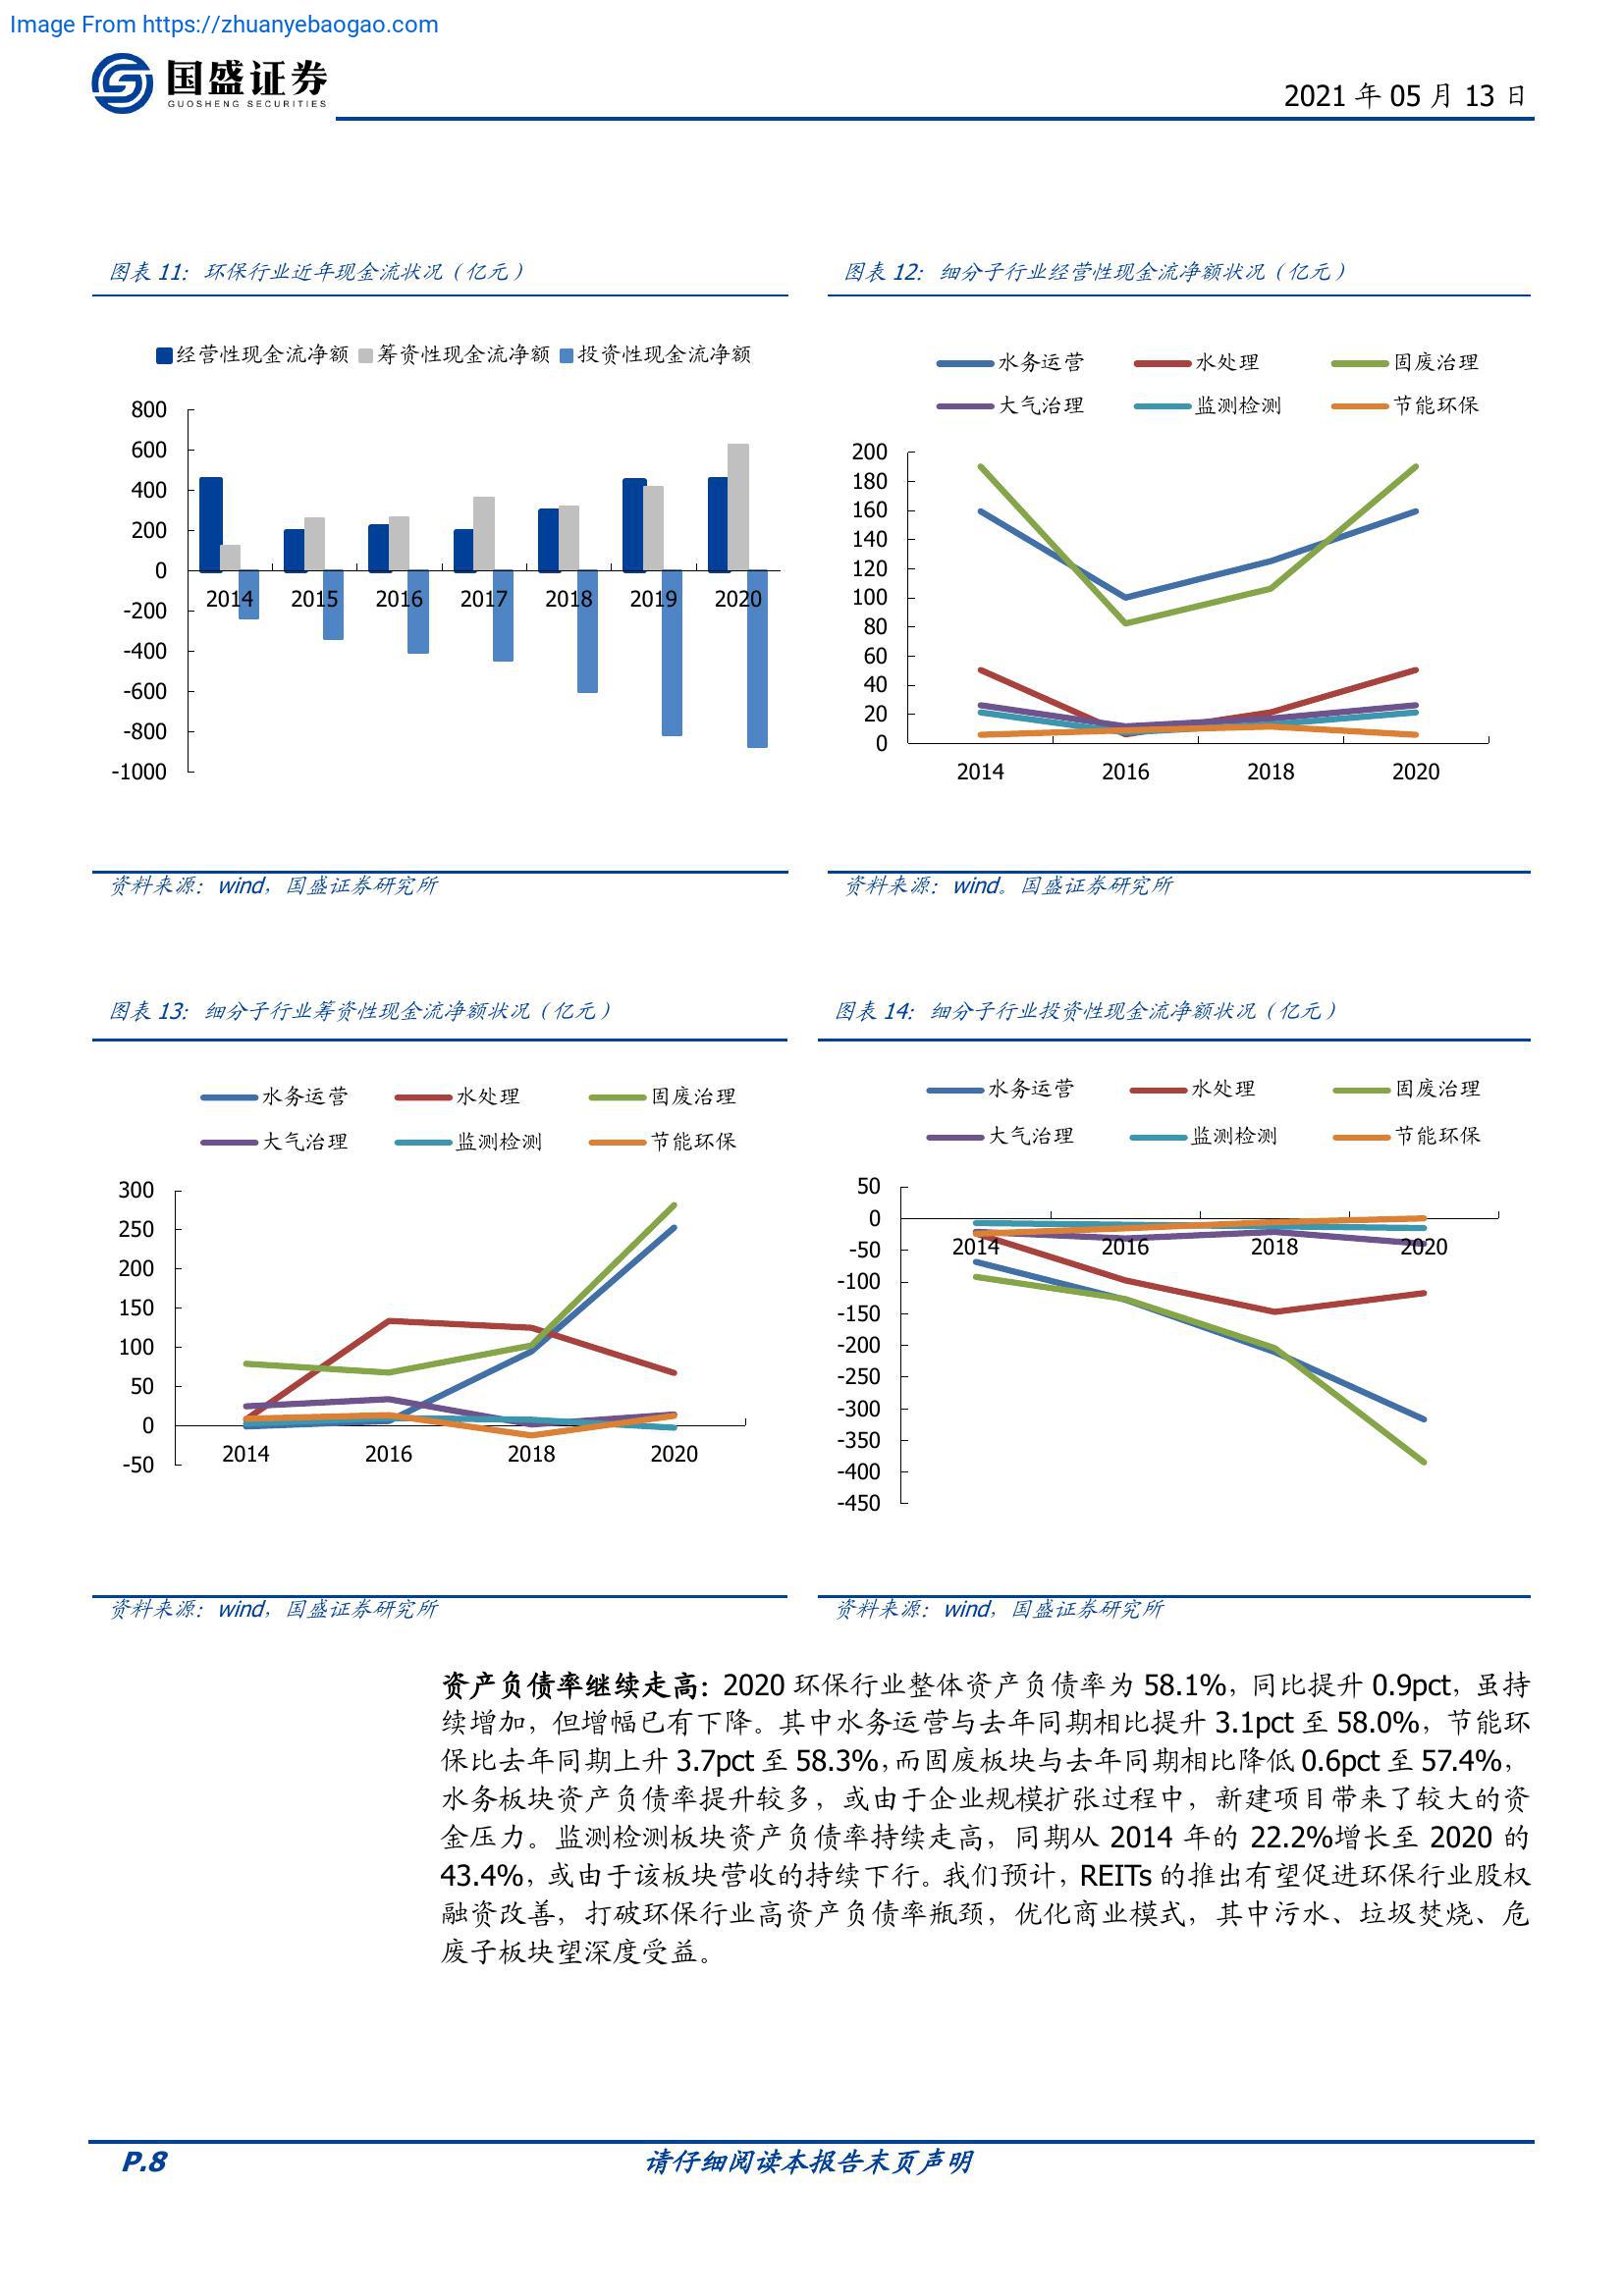 Image From https://zhuanyebaogao.com
国盛证券
GUOSHENG SECURITIES
2021 年 05 月 13 日
图表 11：环保行业近年现金流状况（亿元）
经营性现金流净额 筹资性现金流净额 投资性现金流净额
800
600
400
200
0
-200
-400
-600
-800
-1000
2014 2015 2016 2017 2018 2019 2020
资料来源：wind，国盛证券研究所
图表 12：细分子行业经营性现金流净额状况（亿元）
水务运营 水处理 固废治理
大气治理 监测检测 节能环保
200
180
160
140
120
100
80
60
40
20
0
2014 2016 2018 2020
资料来源：wind。国盛证券研究所
图表 13：细分子行业筹资性现金流净额状况（亿元）
水务运营 水处理 固废治理
大气治理 监测检测 节能环保
300
250
200
150
100
50
0
-50
2014 2016 2018 2020
资料来源：wind，国盛证券研究所
图表 14：细分子行业投资性现金流净额状况（亿元）
水务运营 水处理 固废治理
大气治理 监测检测 节能环保
50
0
-50
-100
-150
-200
-250
-300
-350
-400
-450
2014 2016 2018 2020
资料来源：wind，国盛证券研究所
资产负债率继续走高：2020 环保行业整体资产负债率为 58.1%，同比提升 0.9pct，虽持
续增加，但增幅已有下降。其中水务运营与去年同期相比提升 3.1pct 至 58.0%，节能环
保比去年同期上升 3.7pct 至 58.3%，而固废板块与去年同期相比降低 0.6pct 至 57.4%，
水务板块资产负债率提升较多，或由于企业规模扩张过程中，新建项目带来了较大的资
金压力。监测检测板块资产负债率持续走高，同期从 2014 年的 22.2%增长至 2020 的
43.4%，或由于该板块营收的持续下行。我们预计，REITs 的推出有望促进环保行业股权
融资改善，打破环保行业高资产负债率瓶颈，优化商业模式，其中污水、垃圾焚烧、危
废子板块望深度受益。
P.8
请仔细阅读本报告末页声明